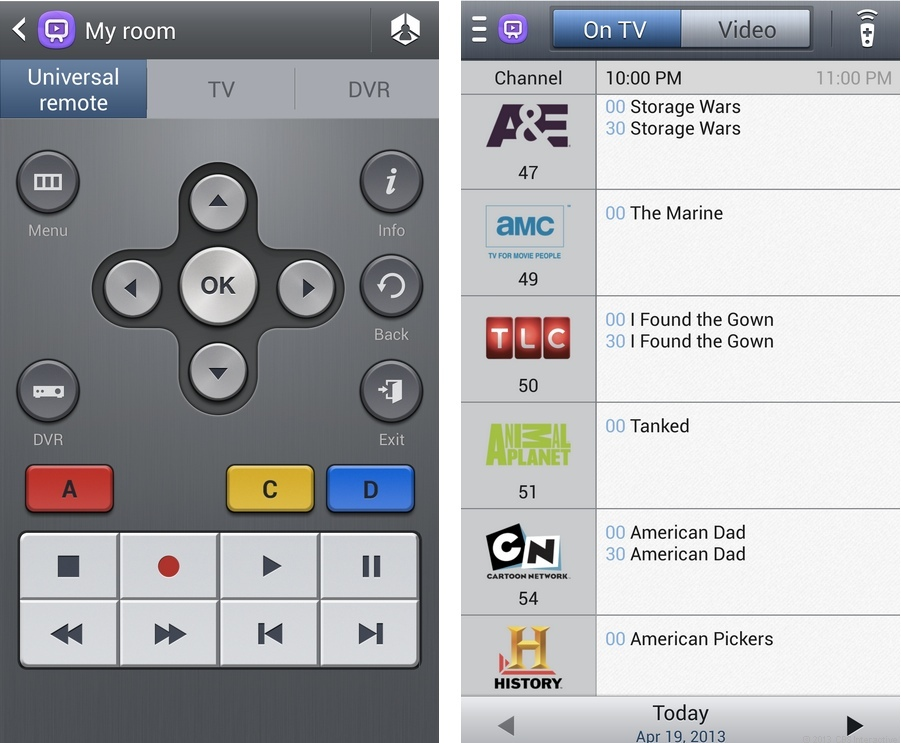 My room
Universal
remote
TV
DVR
Menu
i
Info
OK
Back
DVR
Exit
A
C
D
On TV
Video
Channel
10:00 PM
11:00 PM
A&E
47
00 Storage Wars
30 Storage Wars
aMC
TV FOR MOVIE PEOPLE
49
00 The Marine
TLC
50
00 I Found the Gown
30 I Found the Gown
ANIMAL
PLANET
51
00 Tanked
CN
CARTOON NETWORK
54
00 American Dad
30 American Dad
H
HISTORY
00 American Pickers
Today
Apr 19, 2013